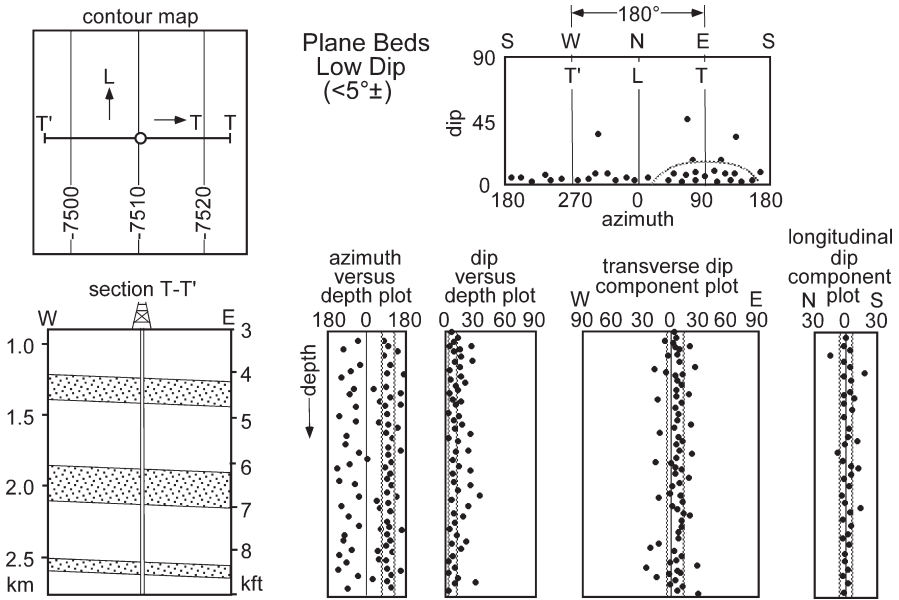 contour map
L
T'
T
T
-7500
-7510
-7520
Plane Beds
Low Dip
(<5°±)
180°
S W N E S
T' L T
90
45
0
dip
180 270 0 90 180
azimuth
section T-T'
W E
1.0
1.5
2.0
2.5
km
3
4
5
6
7
8
kft
azimuth
versus
depth plot
180 0 180
depth
dip
versus
depth plot
0 30 60 90
transverse dip
component plot
W E
90 60 30 0 30 60 90
longitudinal
dip
component
plot
N S
30 0 30